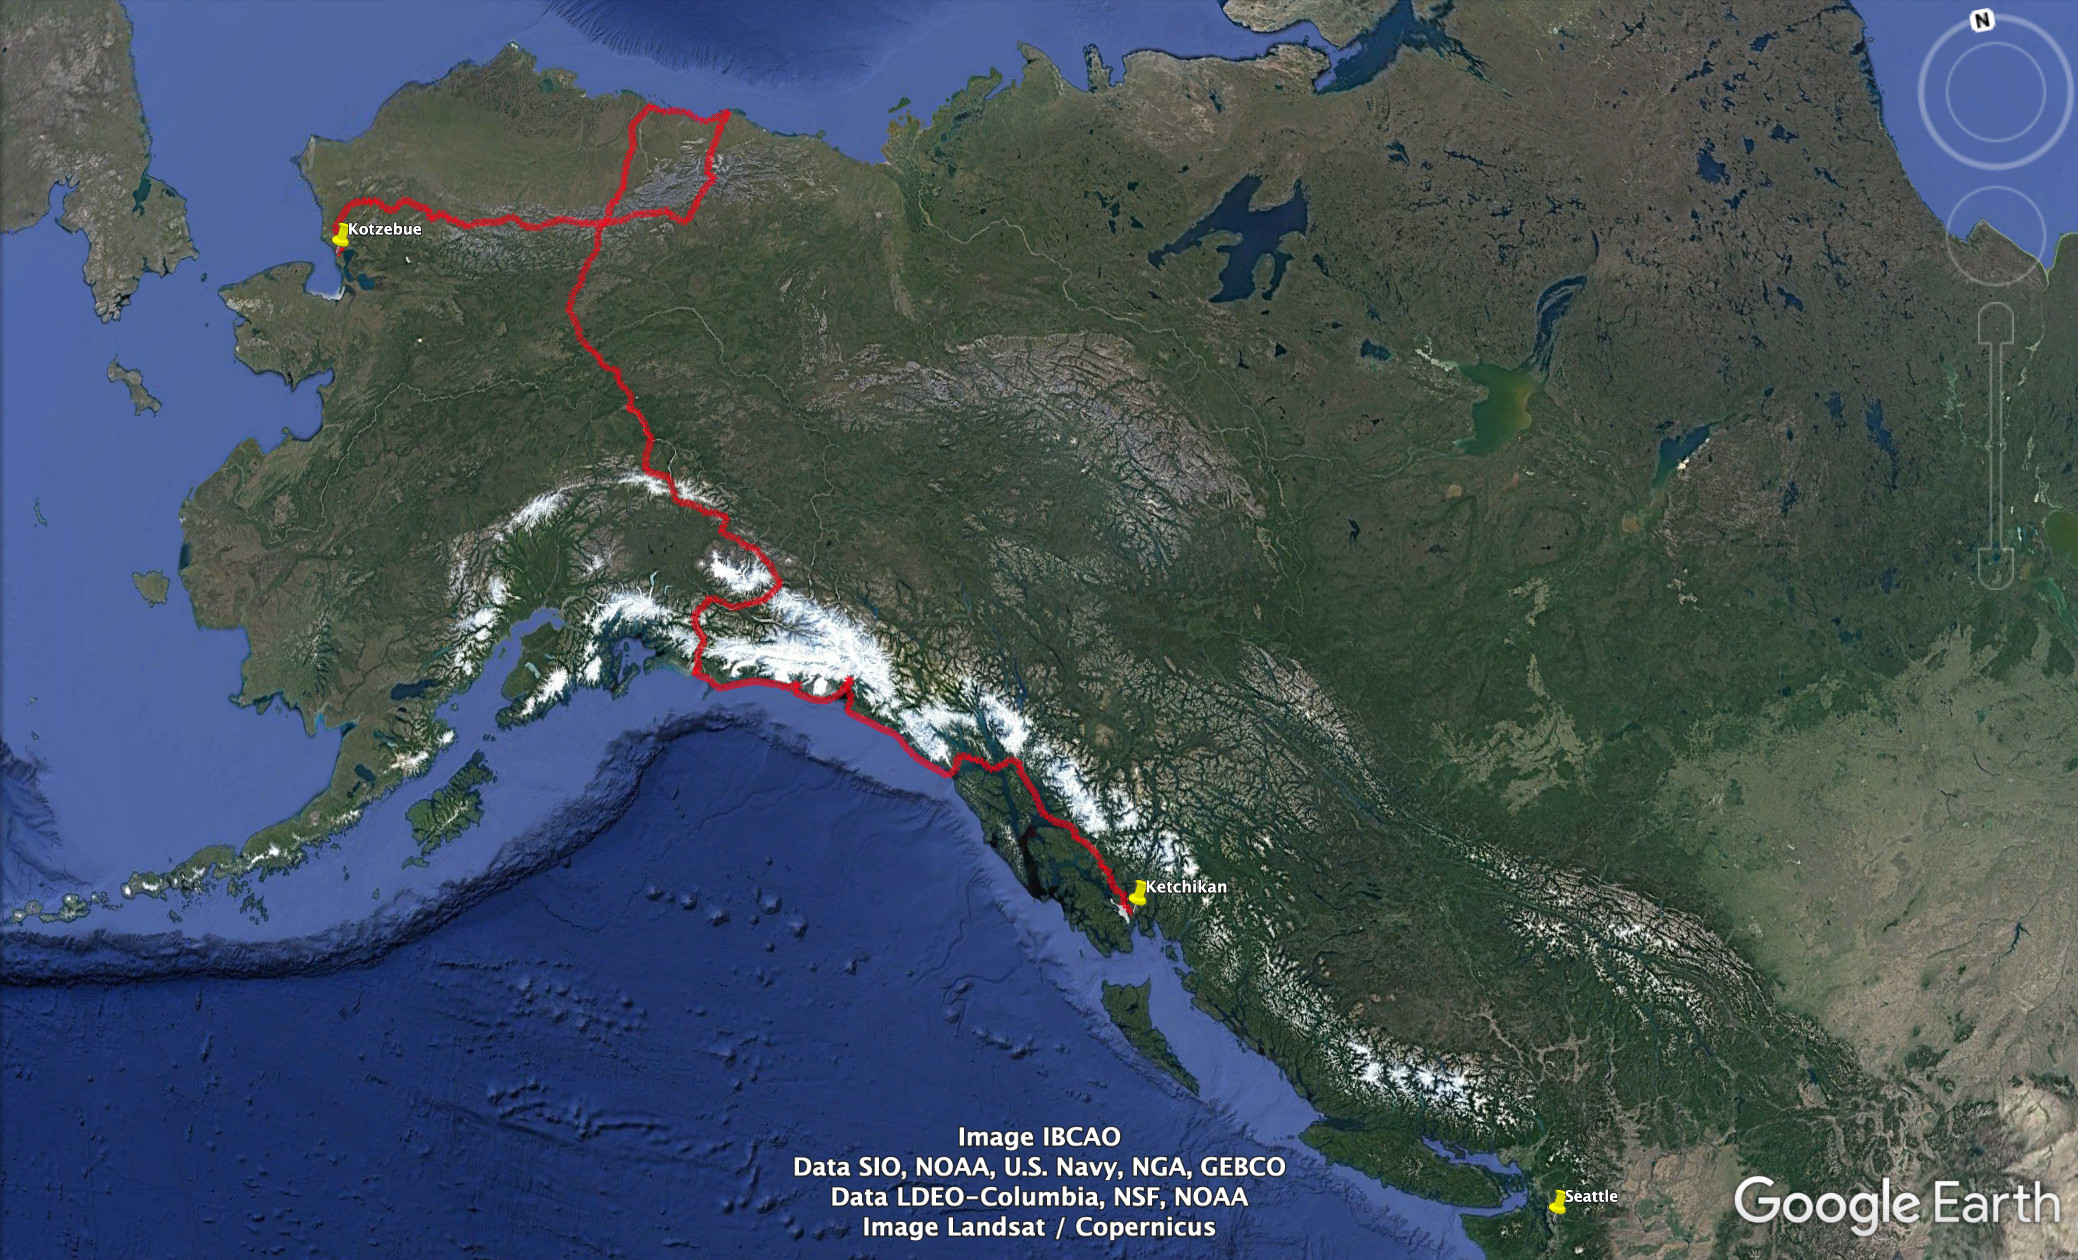 N
Kotzebue
Ketchikan
Image IBCAO
Data SIO, NOAA, U.S. Navy, NGA, GEBCO
Data LDEO-Columbia, NSF, NOAA
Image Landsat / Copernicus
Seattle
Google Earth